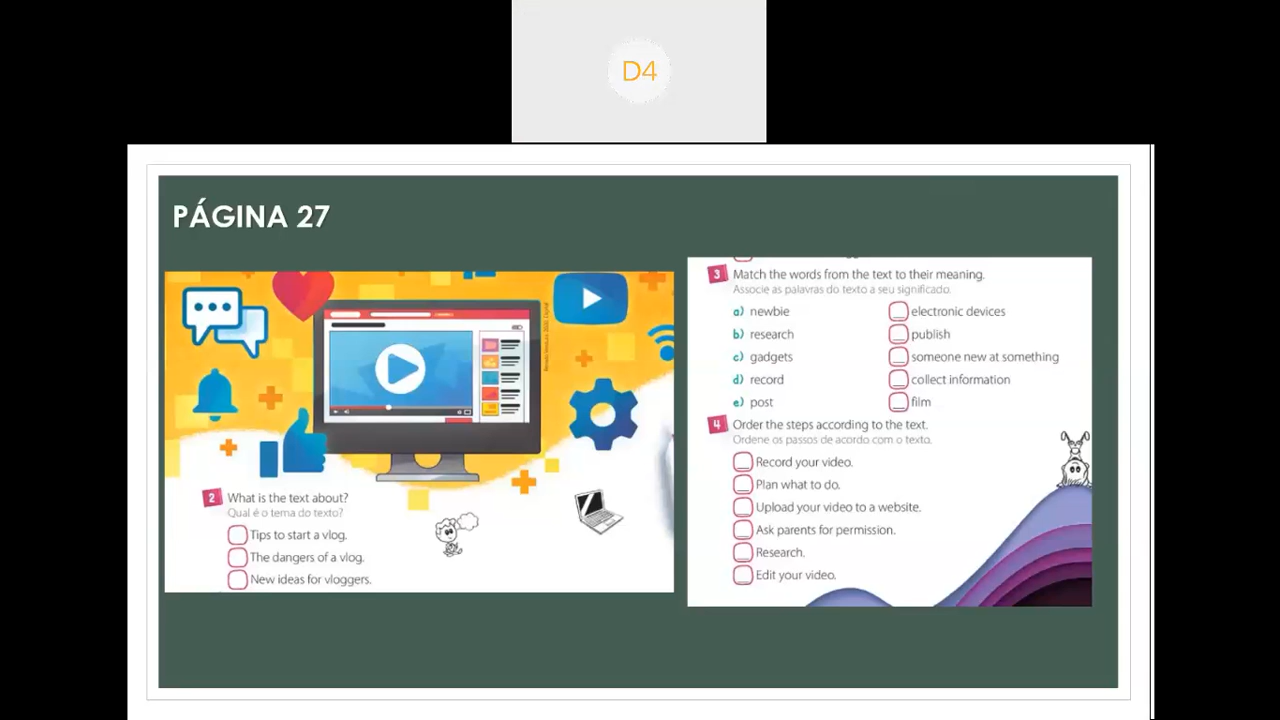 D4
PÁGINA 27
2 What is the text about?
Qual é o tema do texto?
Tips to start a vlog.
The dangers of a vlog.
New ideas for vloggers.
3 Match the words from the text to their meaning.
Associe as palavras do texto a seu significado.
a) newbie
electronic devices
b) research
publish
c) gadgets
someone new at something
d) record
collect information
e) post
film
4 Order the steps according to the text.
Ordene os passos de acordo com o texto.
Record your video.
Plan what to do.
Upload your video to a website.
Ask parents for permission.
Research.
Edit your video.